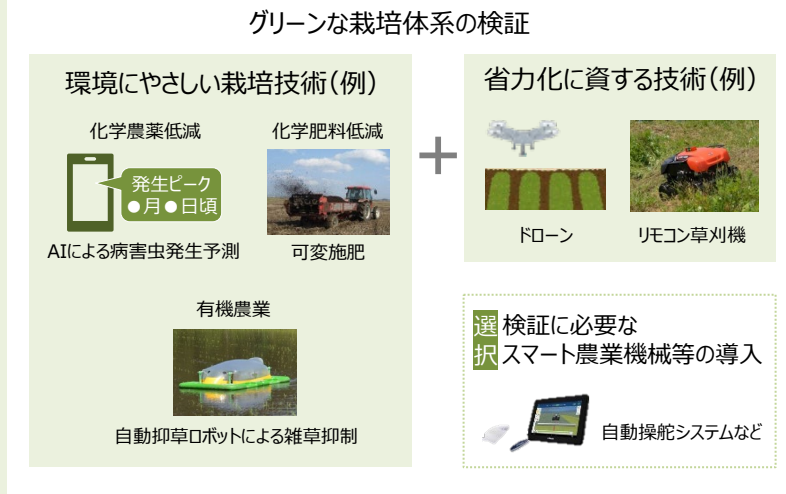 グリーンな栽培体系の検証
環境にやさしい栽培技術（例）
化学農薬低減
発生ピーク
●月●日頃
AIによる病害虫発生予測
化学肥料低減
可変施肥
有機農業
自動抑草ロボットによる雑草抑制
＋
省力化に資する技術（例）
ドローン
リモコン草刈機
選択
検証に必要な
スマート農業機械等の導入
自動操舵システムなど